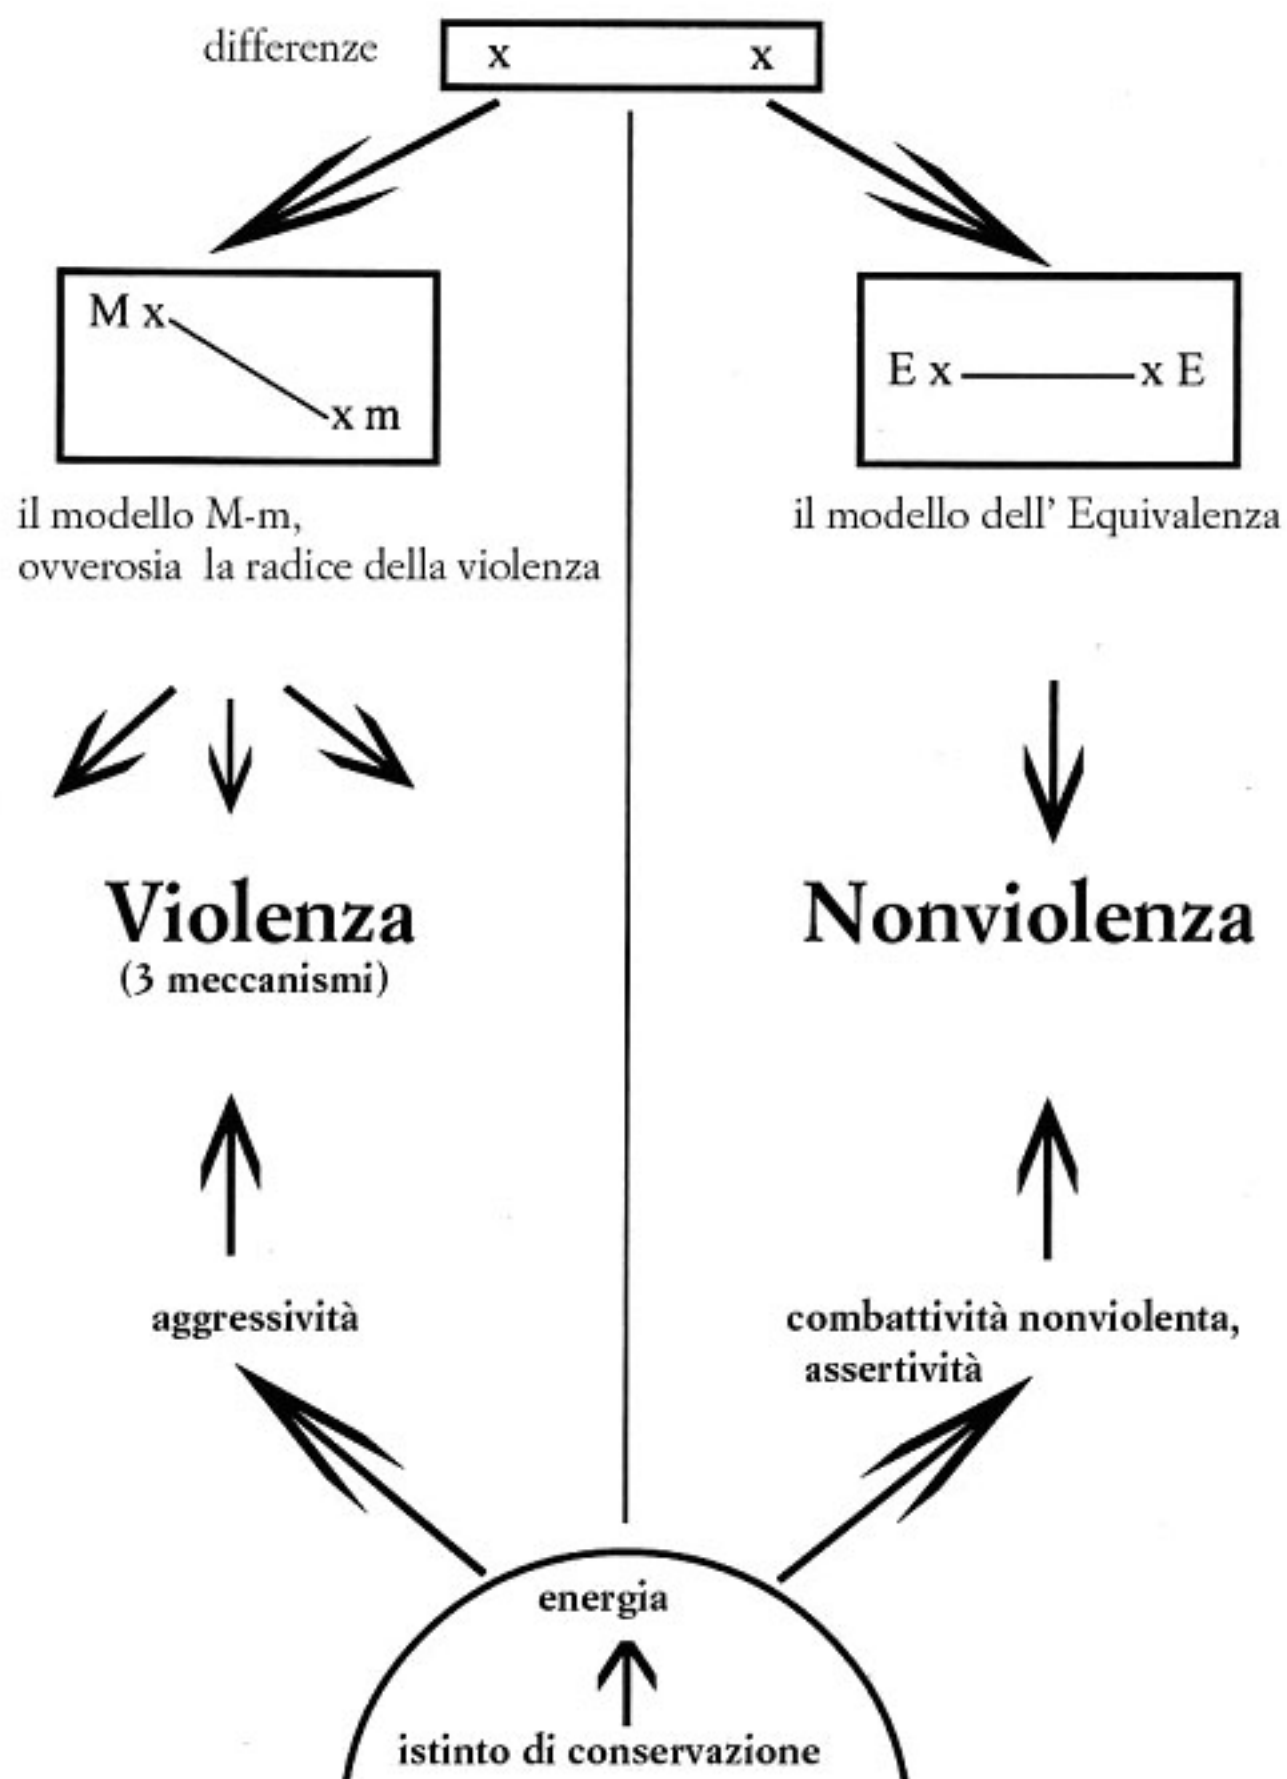 differenze
x x
M x
x m
E x x E
il modello M-m,
ovverosia la radice della violenza
il modello dell' Equivalenza
Violenza
(3 meccanismi)
Nonviolenza
aggressività
combattività nonviolenta,
assertività
energia
istinto di conservazione